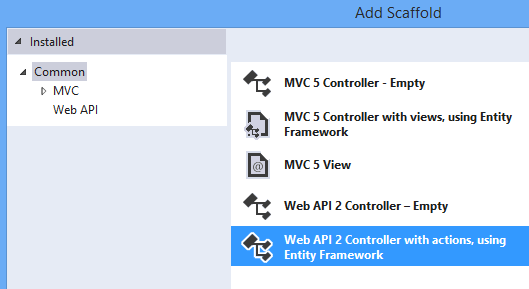 Add Scaffold
Installed
Common
MVC
Web API
MVC 5 Controller - Empty
MVC 5 Controller with views, using Entity
Framework
MVC 5 View
Web API 2 Controller – Empty
Web API 2 Controller with actions, using
Entity Framework